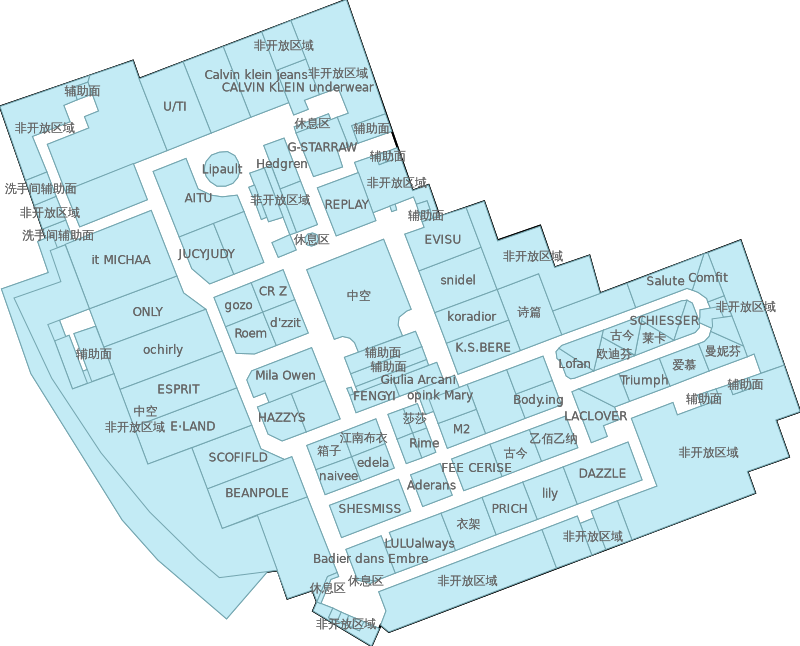 非开放区域
Calvin klein jeans
非开放区域
CALVIN KLEIN underwear
辅助面
U/TI
非开放区域
休息区
辅助面
G-STARRAW
辅助面
Lipault
Hedgren
非开放区域
洗手间辅助面
AITU
非开放区域
REPLAY
非开放区域
辅助面
洗手间辅助面
休息区
EVISU
JUCYJUDY
it MICHAA
非开放区域
snidel
Salute
Comfit
CR Z
中空
gozo
非开放区域
ONLY
koradior
诗篇
d'zzit
SCHIESSER
Roem
古今
莱卡
ochirly
K.S.BERE
辅助面
辅助面
欧迪芬
曼妮芬
Lofan
爱慕
辅助面
Mila Owen
Giulia Arcani
Triumph
辅助面
ESPRIT
FENGYI
opink Mary
Body.ing
辅助面
中空
HAZZYS
莎莎
LACLOVER
非开放区域
E·LAND
M2
江南布衣
Rime
乙佰乙纳
箱子
古今
非开放区域
SCOFIFLD
edela
FEE CERISE
naivee
DAZZLE
Aderans
BEANPOLE
lily
SHESMISS
PRICH
衣架
非开放区域
LULUalways
Badier dans Embre
休息区
非开放区域
休息区
非开放区域